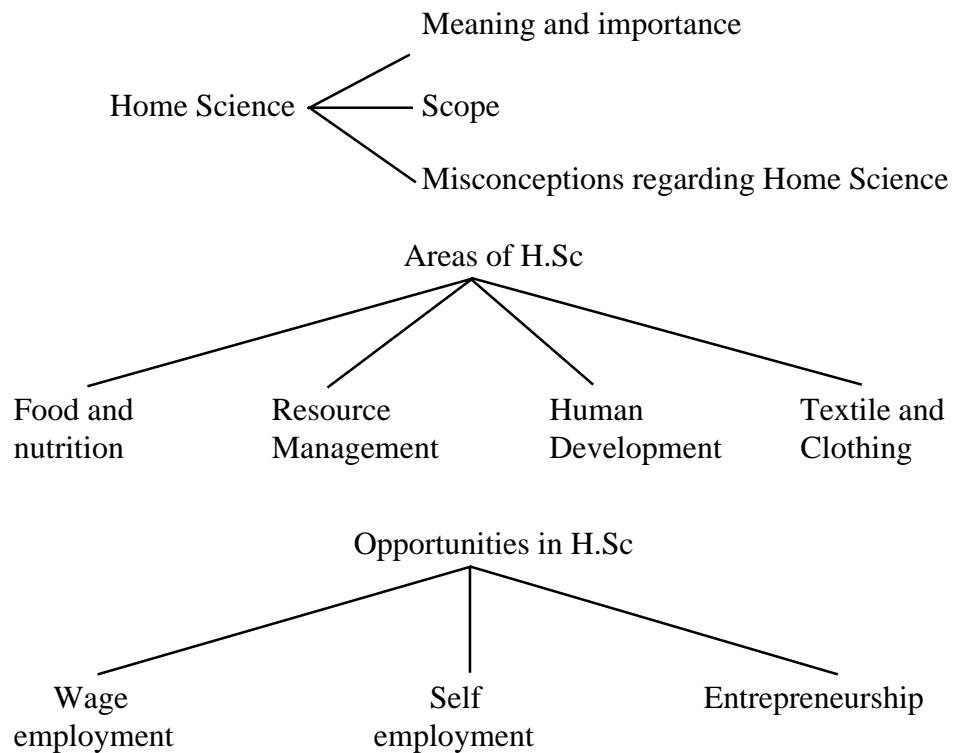 Meaning and importance
Home Science
Scope
Misconceptions regarding Home Science
Areas of H.Sc
Food and
nutrition
Resource
Management
Human
Development
Textile and
Clothing
Opportunities in H.Sc
Wage
employment
Self
employment
Entrepreneurship